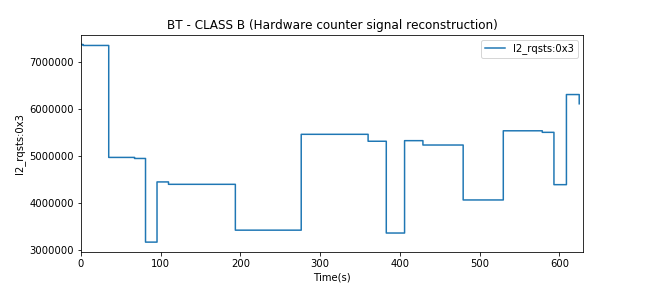 BT - CLASS B (Hardware counter signal reconstruction)
l2_rqsts:0x3
7000000
6000000
5000000
4000000
3000000
l2_rqsts:0x3
0 100 200 300 400 500 600
Time(s)